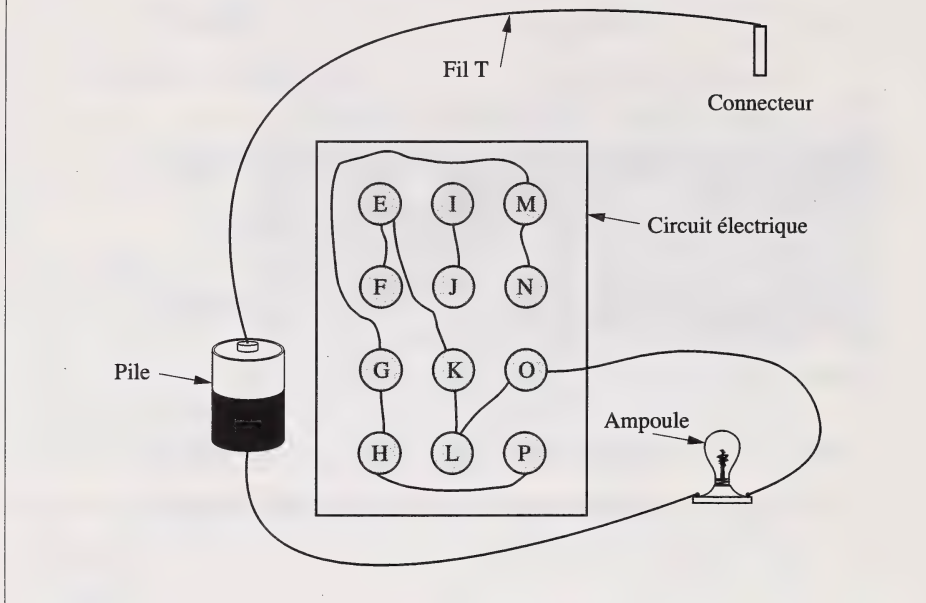 Fil T
Connecteur
E I M
Circuit électrique
F J N
G K O
Pile
Ampoule
H L P